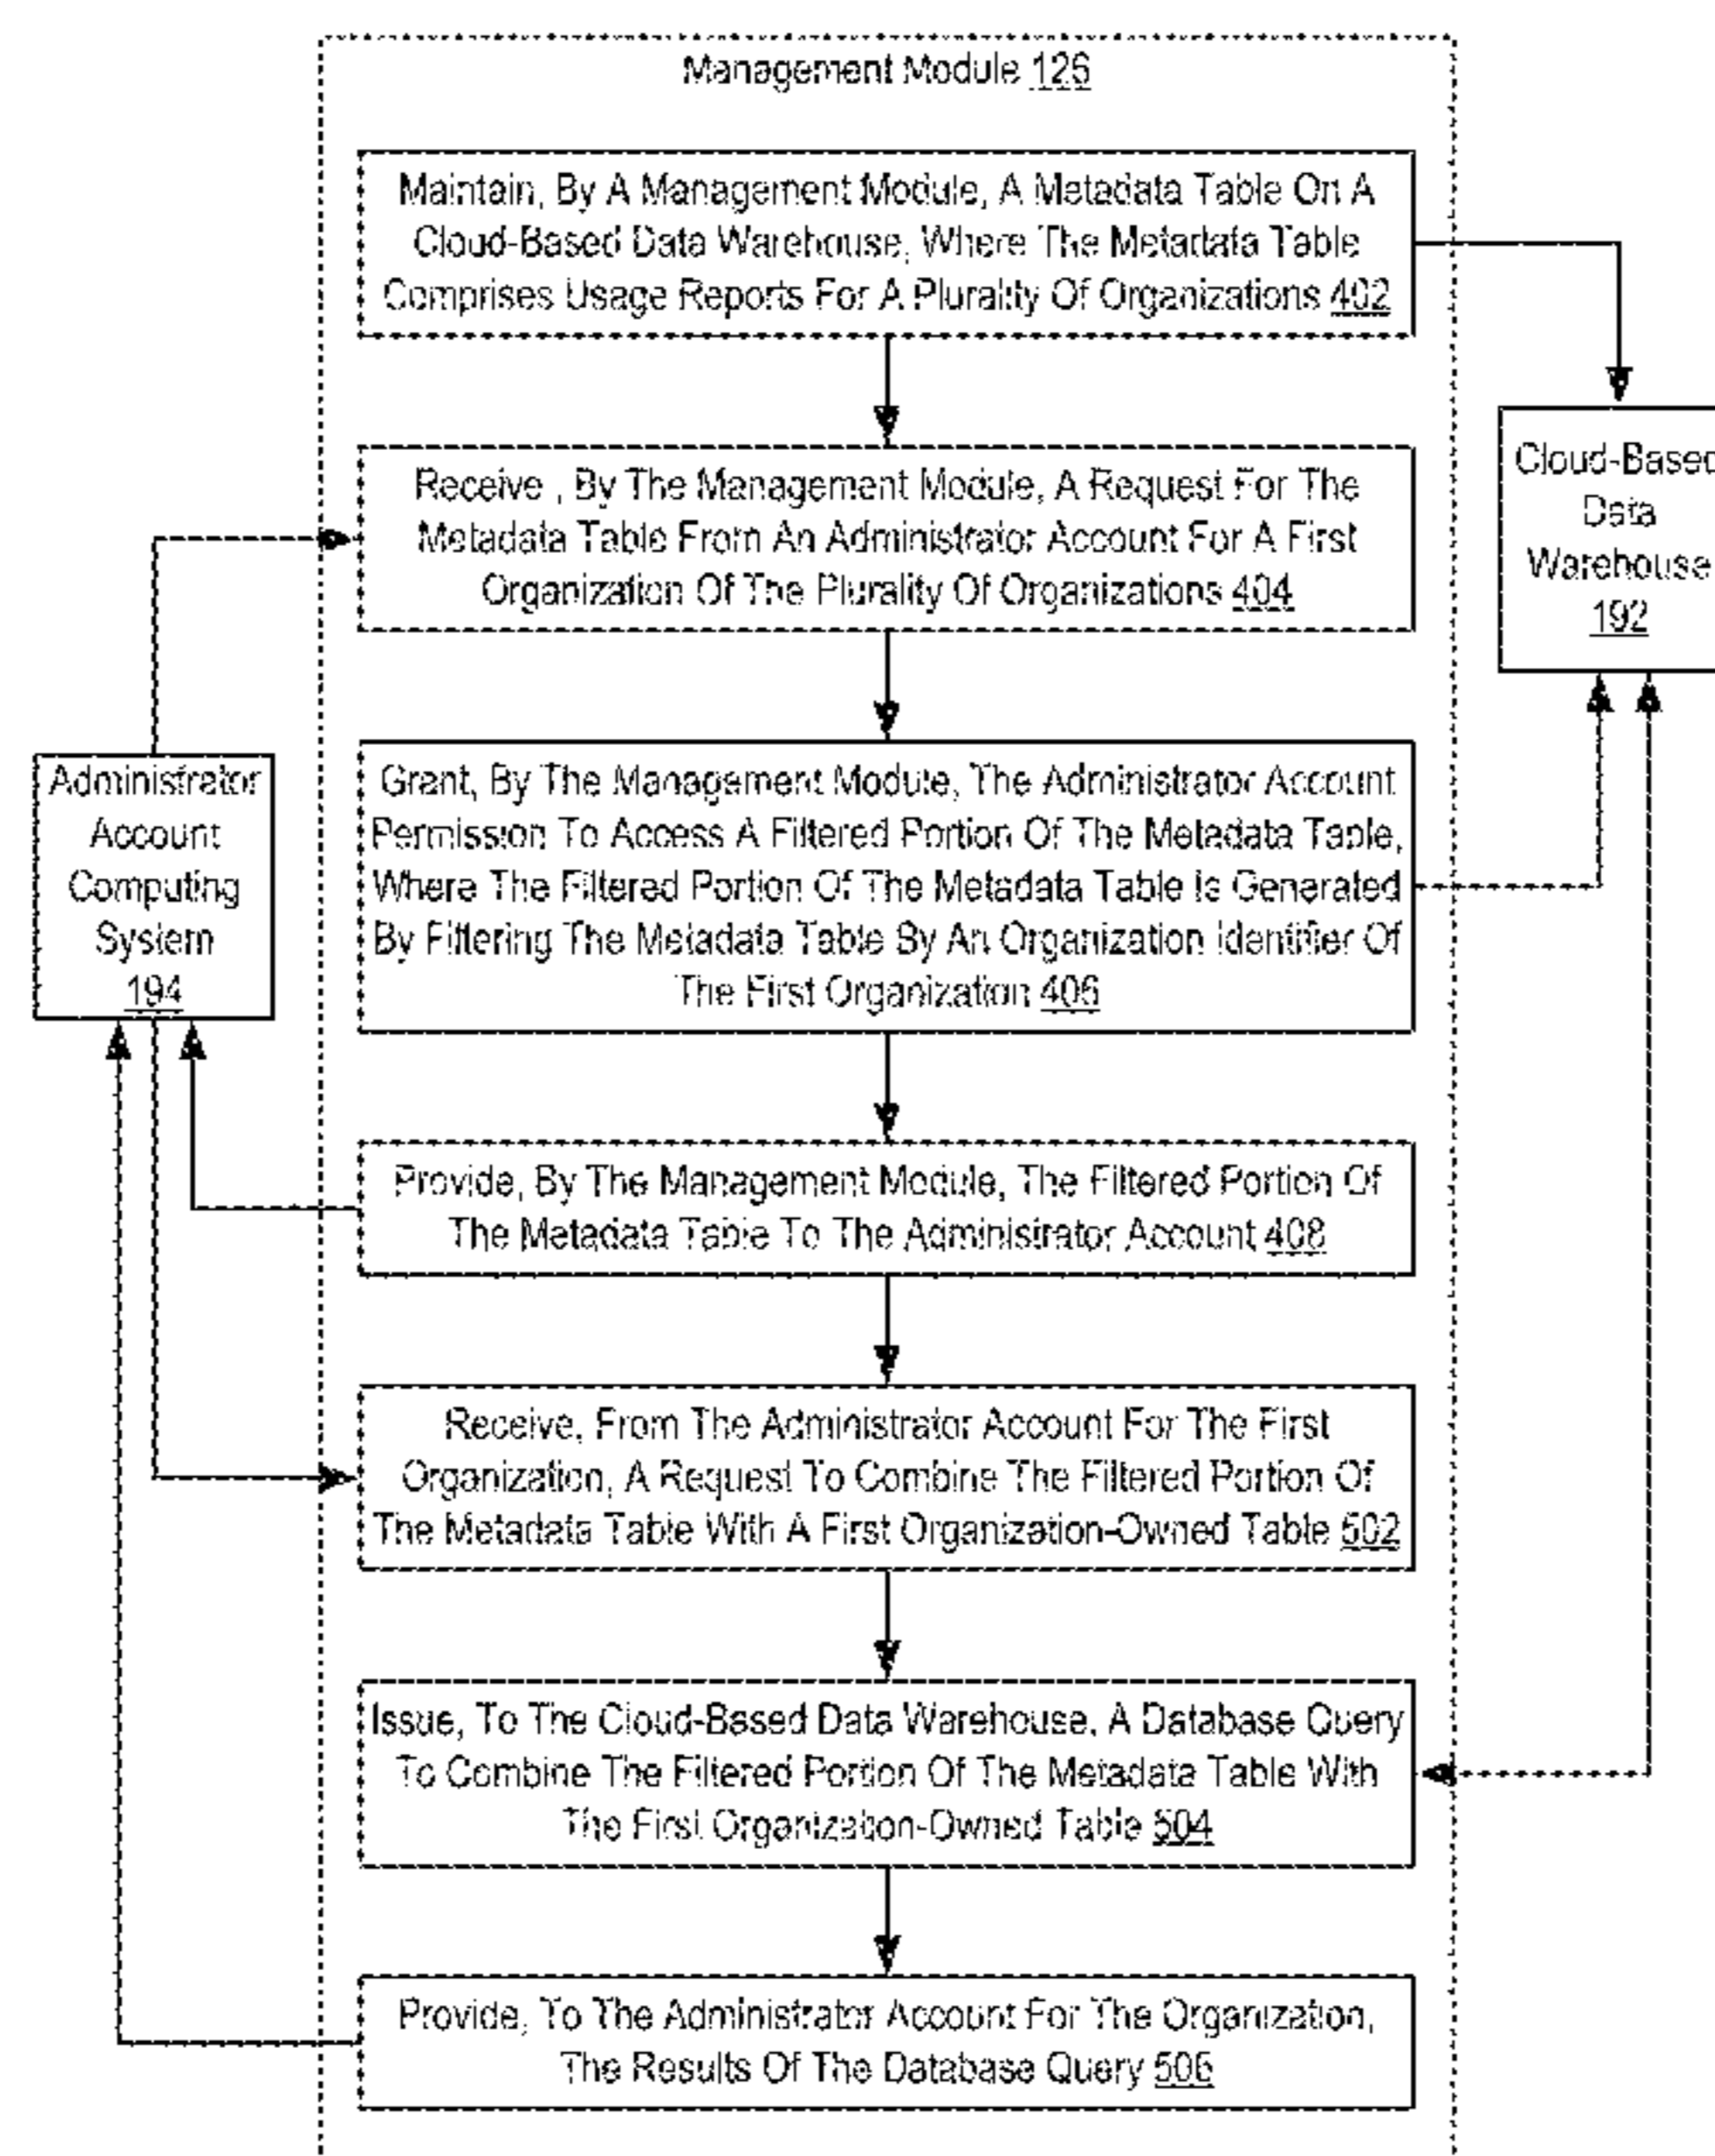 Management Module 126
Maintain, By A Management Module, A Metadata Table On A
Cloud-Based Data Warehouse, Where The Metadata Table
Comprises Usage Reports For A Plurality Of Organizations 402
Receive , By The Management Module, A Request For The
Metadata Table From An Administrator Account For A First
Organization Of The Plurality Of Organizations 404
Cloud-Based
Data
Warehouse
192
Administrator
Account
Computing
System
194
Grant, By The Management Module, The Administrator Account
Permission To Access A Filtered Portion Of The Metadata Table,
Where The Filtered Portion Of The Metadata Table Is Generated
By Filtering The Metadata Table By An Organization Identifier Of
The First Organization 406
Provide, By The Management Module, The Filtered Portion Of
The Metadata Table To The Administrator Account 408
Receive, From The Administrator Account For The First
Organization, A Request To Combine The Filtered Portion Of
The Metadata Table With A First Organization-Owned Table 502
Issue, To The Cloud-Based Data Warehouse, A Database Query
To Combine The Filtered Portion Of The Metadata Table With
The First Organization-Owned Table 504
Provide, To The Administrator Account For The Organization,
The Results Of The Database Query 506